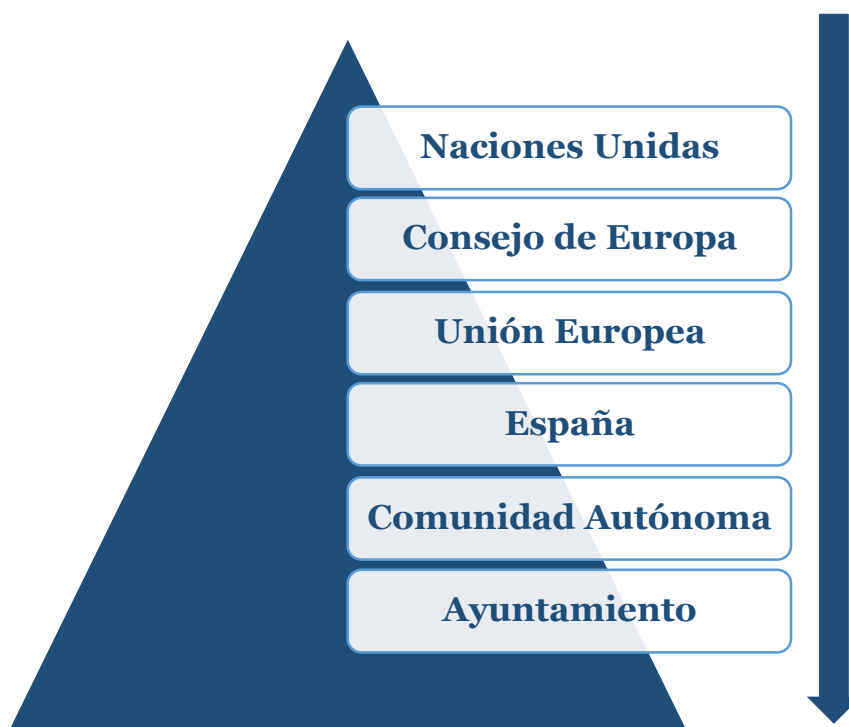 Naciones Unidas
Consejo de Europa
Unión Europea
España
Comunidad Autónoma
Ayuntamiento